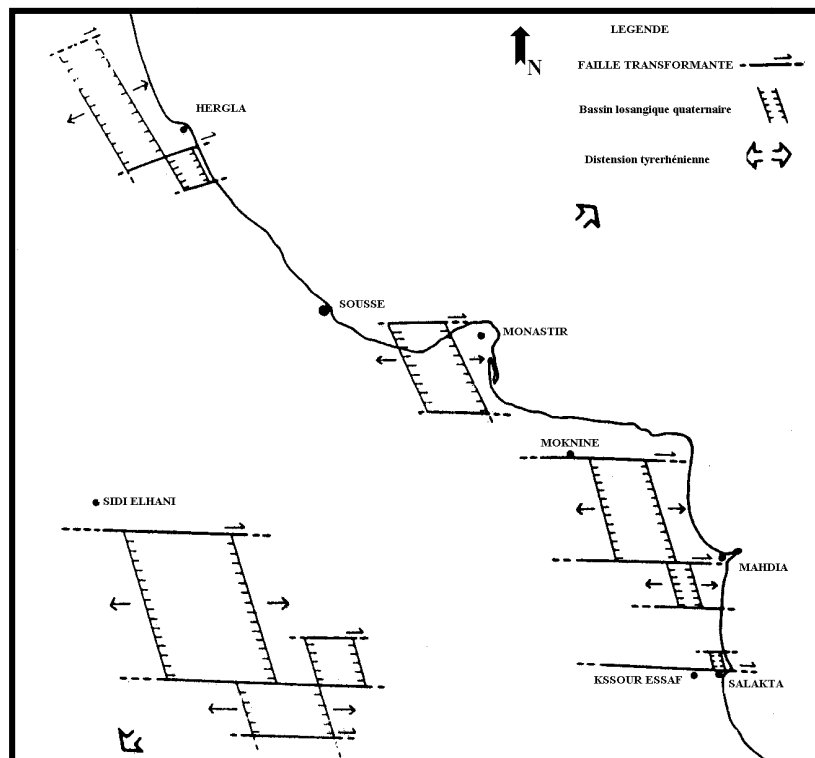 LEGENDE
N
FAILLE TRANSFORMANTE
Bassin losangique quaternaire
Distension tyrerhénienne
HERGLA
SOUSSE
MONASTIR
MOKNINE
SIDI ELHANI
MAHDIA
KSSOUR ESSAF
SALAKTA